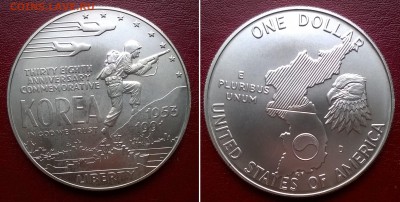 COINS.LAVE.RU
THIRTY EIGHTH
ANNIVERSARY
COMMEMORATIVE
KOREA
1953
1991
IN GOD WE TRUST
LIBERTY
ONE DOLLAR
E
PLURIBUS
UNUM
UNITED STATES OF AMERICA